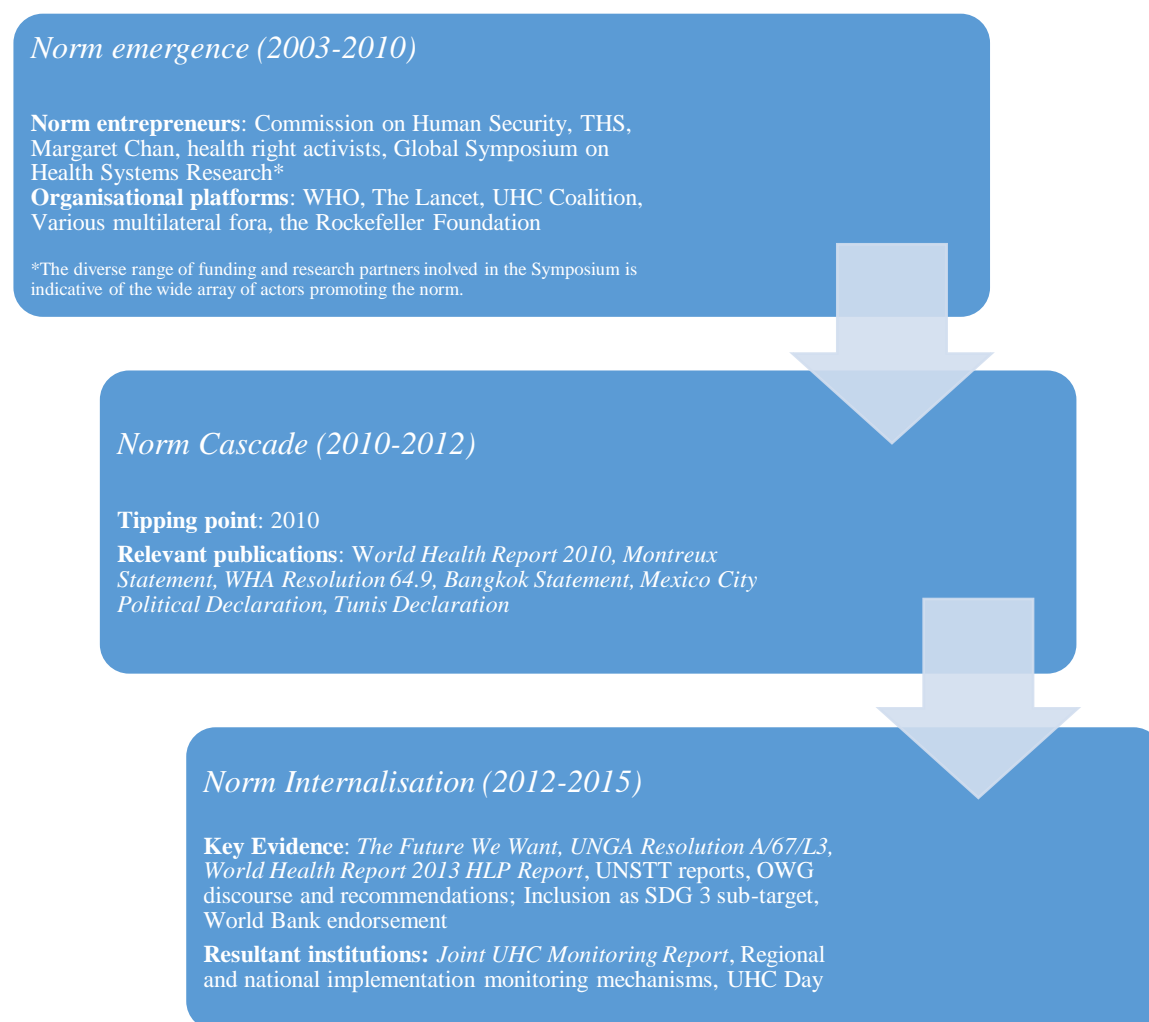 Norm emergence (2003-2010)
Norm entrepreneurs: Commission on Human Security, THS,
Margaret Chan, health right activists, Global Symposium on
Health Systems Research*
Organisational platforms: WHO, The Lancet, UHC Coalition,
Various multilateral fora, the Rockefeller Foundation
*The diverse range of funding and research partners inolved in the Symposium is
indicative of the wide array of actors promoting the norm.
Norm Cascade (2010-2012)
Tipping point: 2010
Relevant publications: World Health Report 2010, Montreux
Statement, WHA Resolution 64.9, Bangkok Statement, Mexico City
Political Declaration, Tunis Declaration
Norm Internalisation (2012-2015)
Key Evidence: The Future We Want, UNGA Resolution A/67/L3,
World Health Report 2013 HLP Report, UNSTT reports, OWG
discourse and recommendations; Inclusion as SDG 3 sub-target,
World Bank endorsement
Resultant institutions: Joint UHC Monitoring Report, Regional
and national implementation monitoring mechanisms, UHC Day